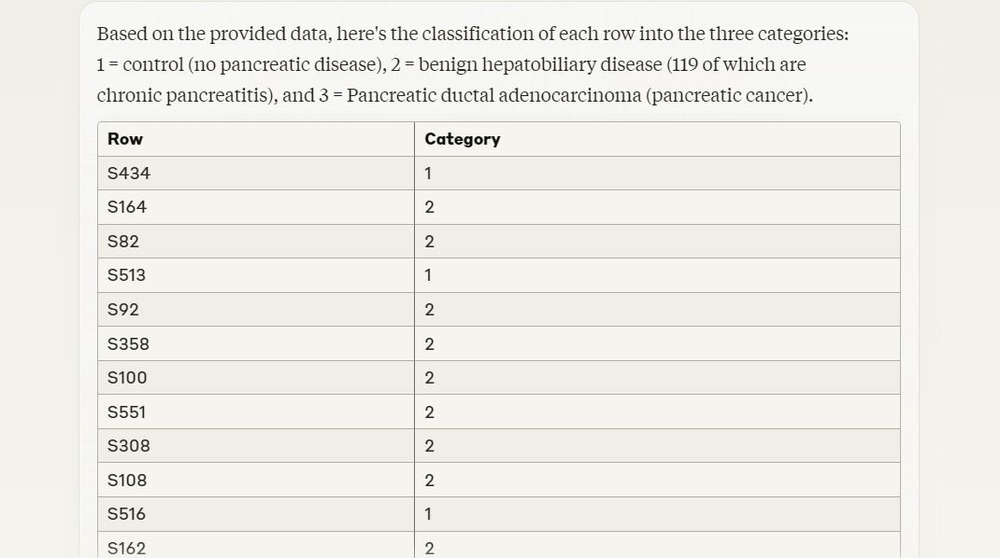 Based on the provided data, here's the classification of each row into the three categories:
1 = control (no pancreatic disease), 2 = benign hepatobiliary disease (119 of which are
chronic pancreatitis), and 3 = Pancreatic ductal adenocarcinoma (pancreatic cancer).
Row Category
S434 1
S164 2
S82 2
S513 1
S92 2
S358 2
S100 2
S551 2
S308 2
S108 2
S516 1
S162 2